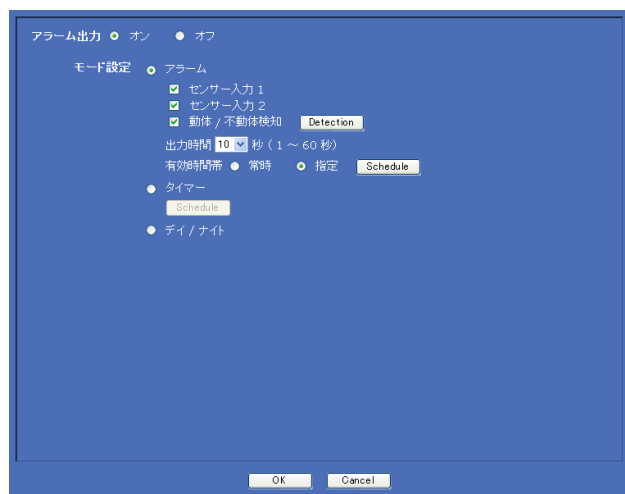 アラーム出力 オン オフ
モード設定 アラーム
センサー入力 1
センサー入力 2
動体 / 不動体検知 Detection
出力時間 10 秒 ( 1 ～ 60 秒)
有効時間帯 常時 指定 Schedule
タイマー
Schedule
デイ / ナイト
OK Cancel